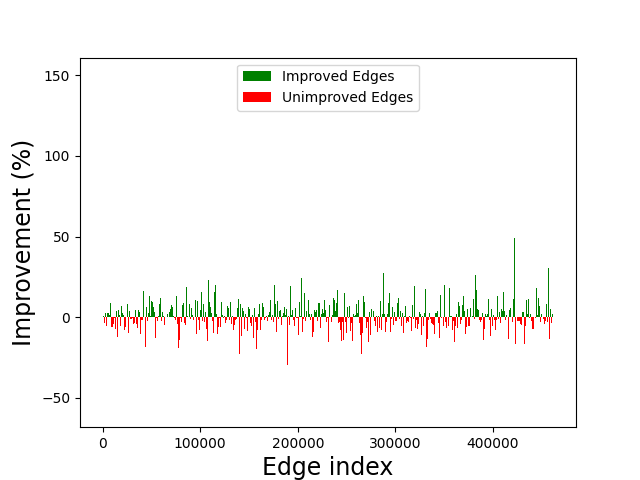 Improved Edges
Unimproved Edges
Improvement (%)
150
100
50
0
−50
0 100000 200000 300000 400000
Edge index